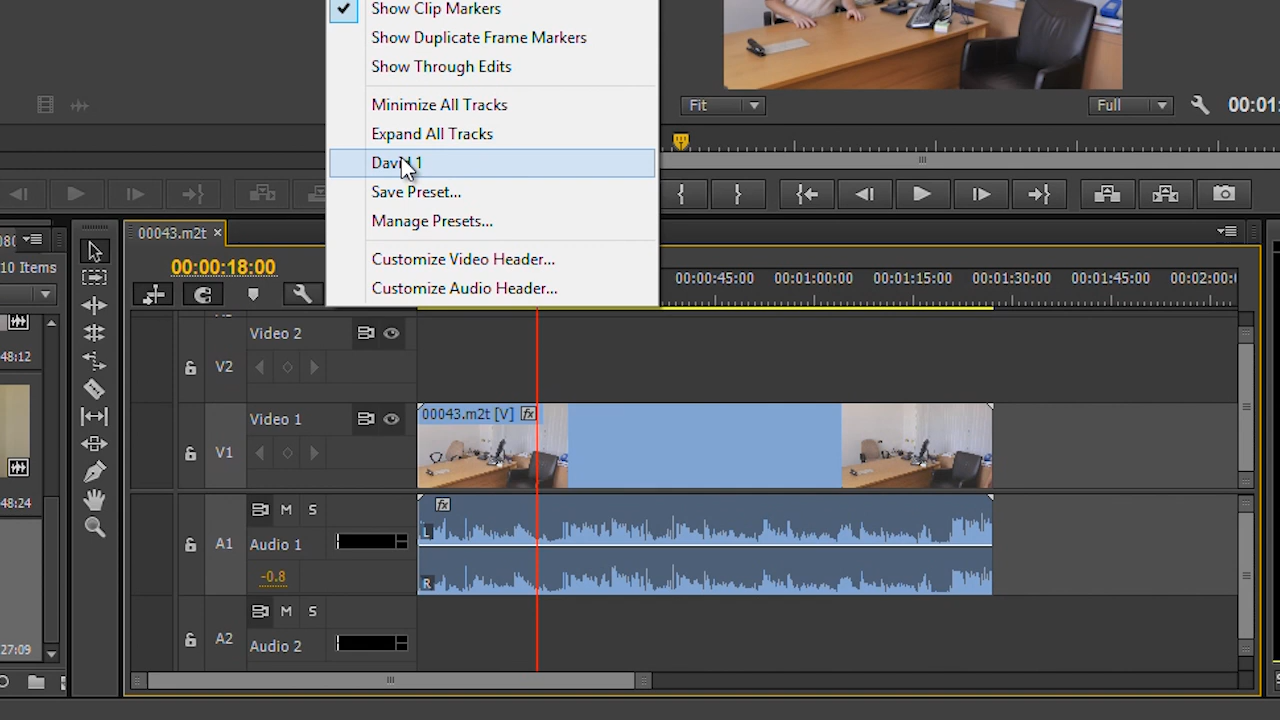 Show Clip Markers
Show Duplicate Frame Markers
Show Through Edits
Minimize All Tracks
Expand All Tracks
David 1
Save Preset...
Manage Presets...
Customize Video Header...
Customize Audio Header...
Fit
Full
00:01:
00043.m2t ×
10 Items
00:00:18:00
00:00:45:00
00:01:00:00
00:01:15:00
00:01:30:00
00:01:45:00
00:02:00:0
48:12
Video 2
V2
Video 1
V1
00043.m2t [V] fx
48:24
M S
A1
Audio 1
-0.8
fx
L
R
M S
A2
Audio 2
27:09